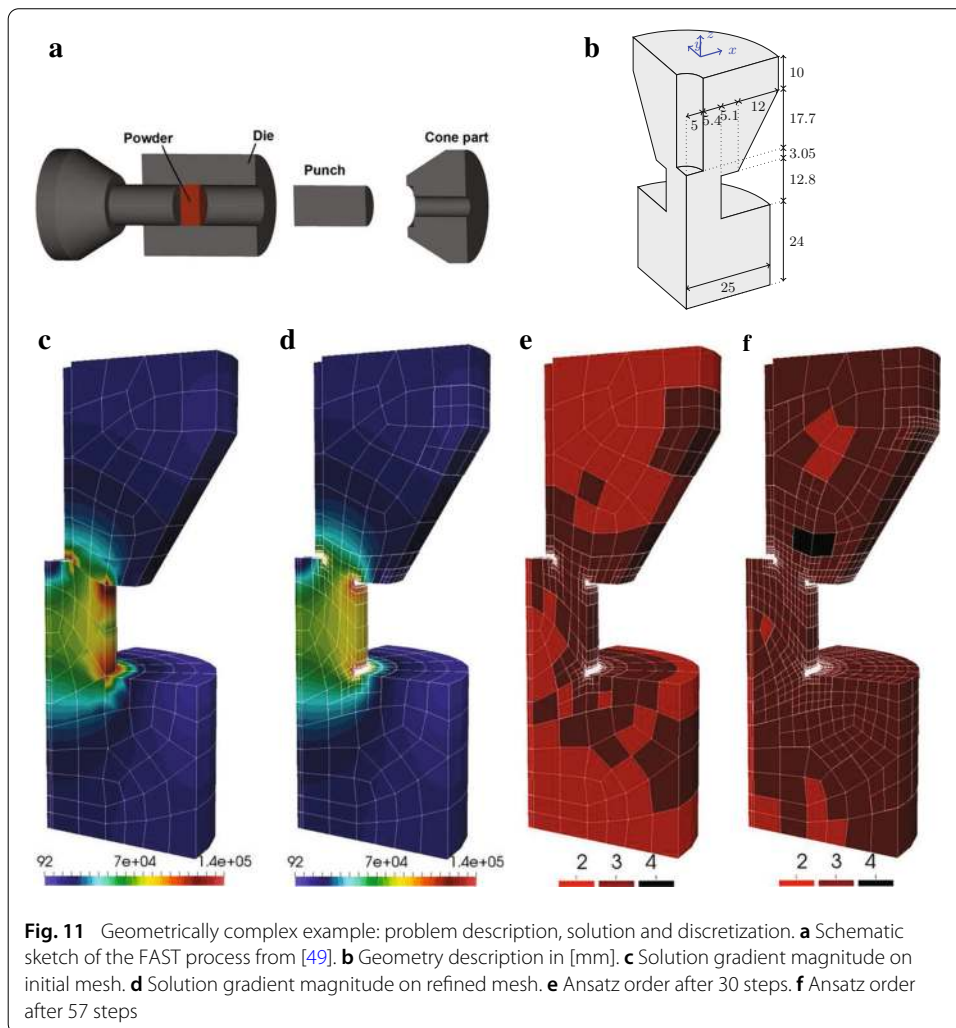 a
Powder
Die
Punch
Cone part
b
z
y
x
10
12
5.1
5.4
5
17.7
3.05
12.8
24
25
c
d
e
f
92
7e+04
1.4e+05
92
7e+04
1.4e+05
2
3
4
2
3
4
Fig. 11 Geometrically complex example: problem description, solution and discretization. a Schematic
sketch of the FAST process from [49]. b Geometry description in [mm]. c Solution gradient magnitude on
initial mesh. d Solution gradient magnitude on refined mesh. e Ansatz order after 30 steps. f Ansatz order
after 57 steps